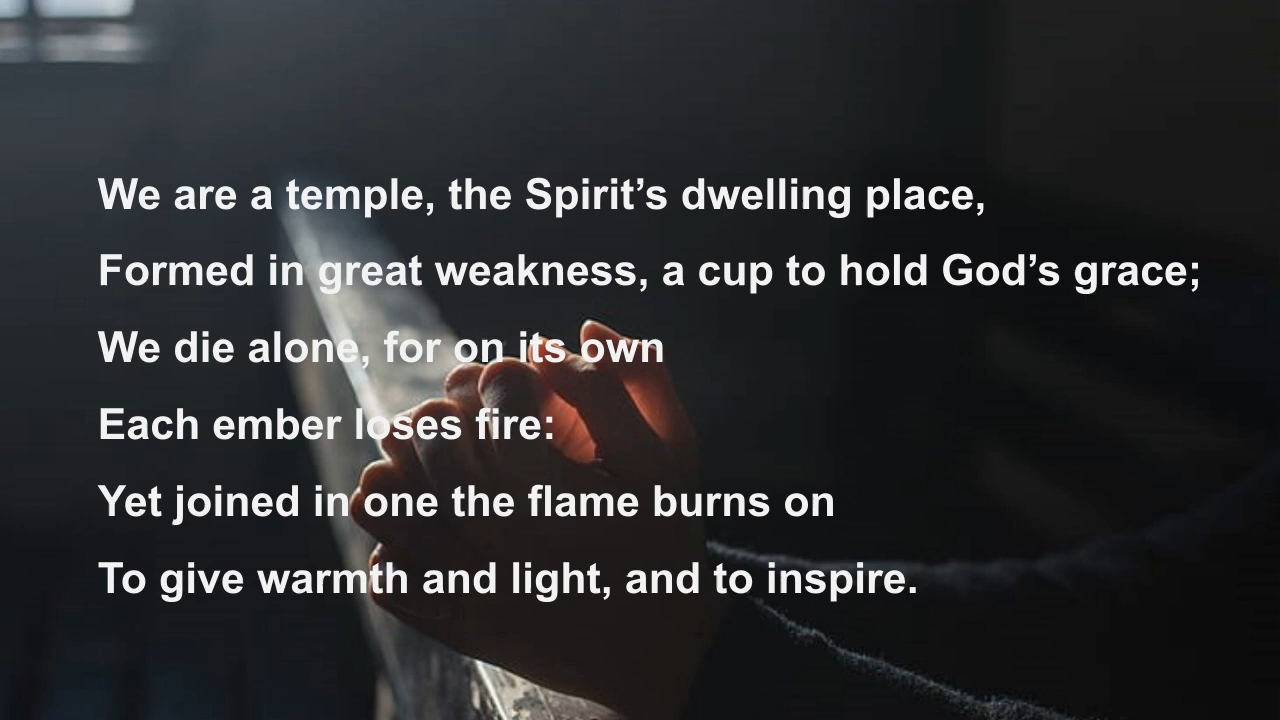 We are a temple, the Spirit’s dwelling place,
Formed in great weakness, a cup to hold God’s grace;
We die alone, for on its own
Each ember loses fire:
Yet joined in one the flame burns on
To give warmth and light, and to inspire.